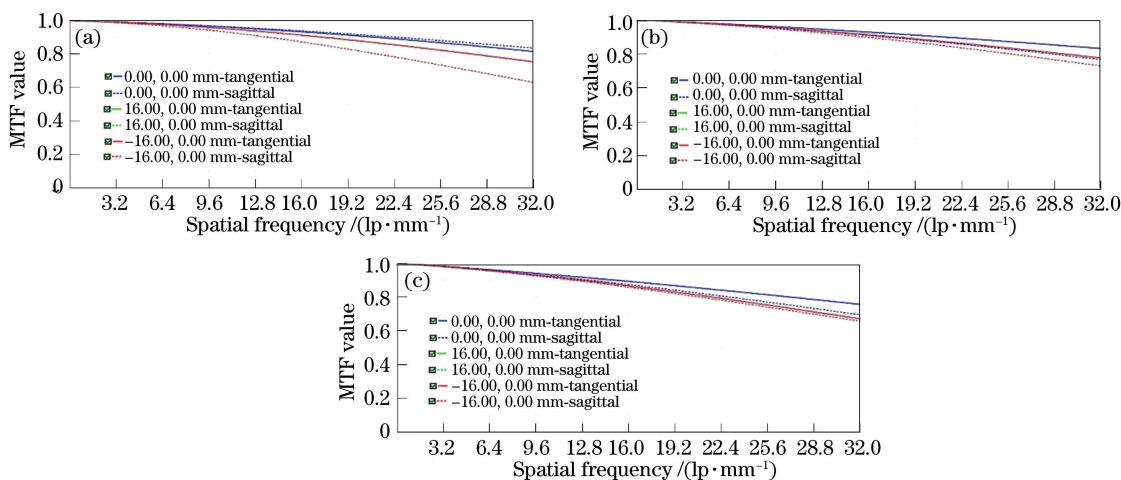 (a)
MTF value
1.0
0.8
0.6
0.4
0.2
0
0.00, 0.00 mm-tangential
0.00, 0.00 mm-sagittal
16.00, 0.00 mm-tangential
16.00, 0.00 mm-sagittal
−16.00, 0.00 mm-tangential
−16.00, 0.00 mm-sagittal
3.2 6.4 9.6 12.8 16.0 19.2 22.4 25.6 28.8 32.0
Spatial frequency /(lp·mm⁻¹)
(b)
MTF value
1.0
0.8
0.6
0.4
0.2
0
0.00, 0.00 mm-tangential
0.00, 0.00 mm-sagittal
16.00, 0.00 mm-tangential
16.00, 0.00 mm-sagittal
−16.00, 0.00 mm-tangential
−16.00, 0.00 mm-sagittal
3.2 6.4 9.6 12.8 16.0 19.2 22.4 25.6 28.8 32.0
Spatial frequency /(lp·mm⁻¹)
(c)
MTF value
1.0
0.8
0.6
0.4
0.2
0
0.00, 0.00 mm-tangential
0.00, 0.00 mm-sagittal
16.00, 0.00 mm-tangential
16.00, 0.00 mm-sagittal
−16.00, 0.00 mm-tangential
−16.00, 0.00 mm-sagittal
3.2 6.4 9.6 12.8 16.0 19.2 22.4 25.6 28.8 32.0
Spatial frequency /(lp·mm⁻¹)